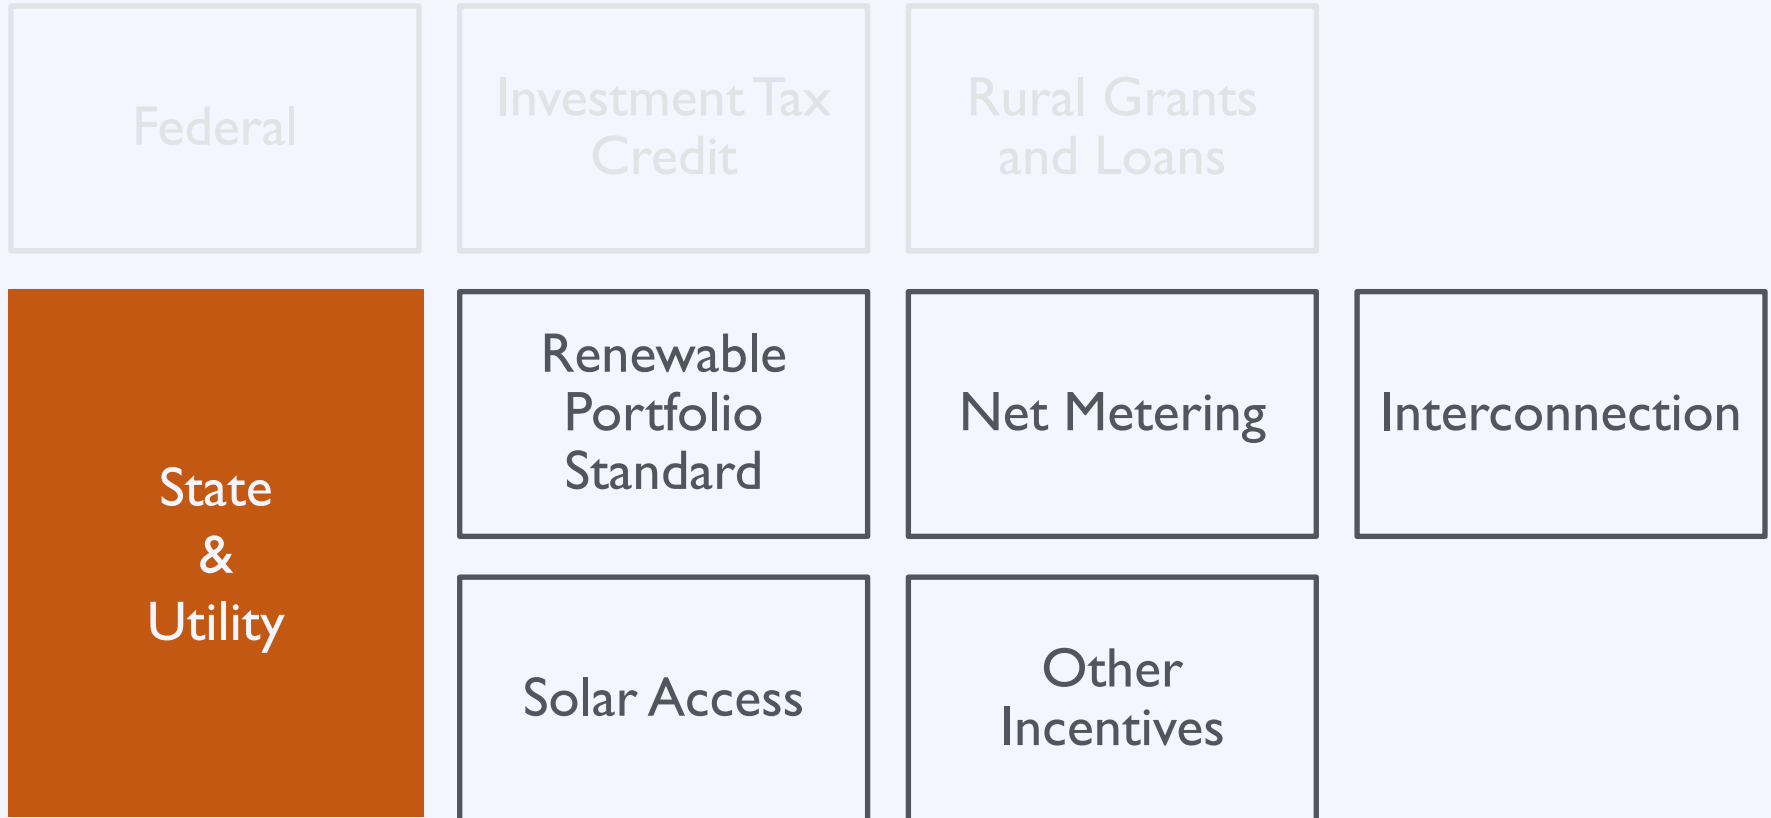 Federal
Investment Tax
Credit
Rural Grants
and Loans
State
&
Utility
Renewable
Portfolio
Standard
Net Metering
Interconnection
Solar Access
Other
Incentives